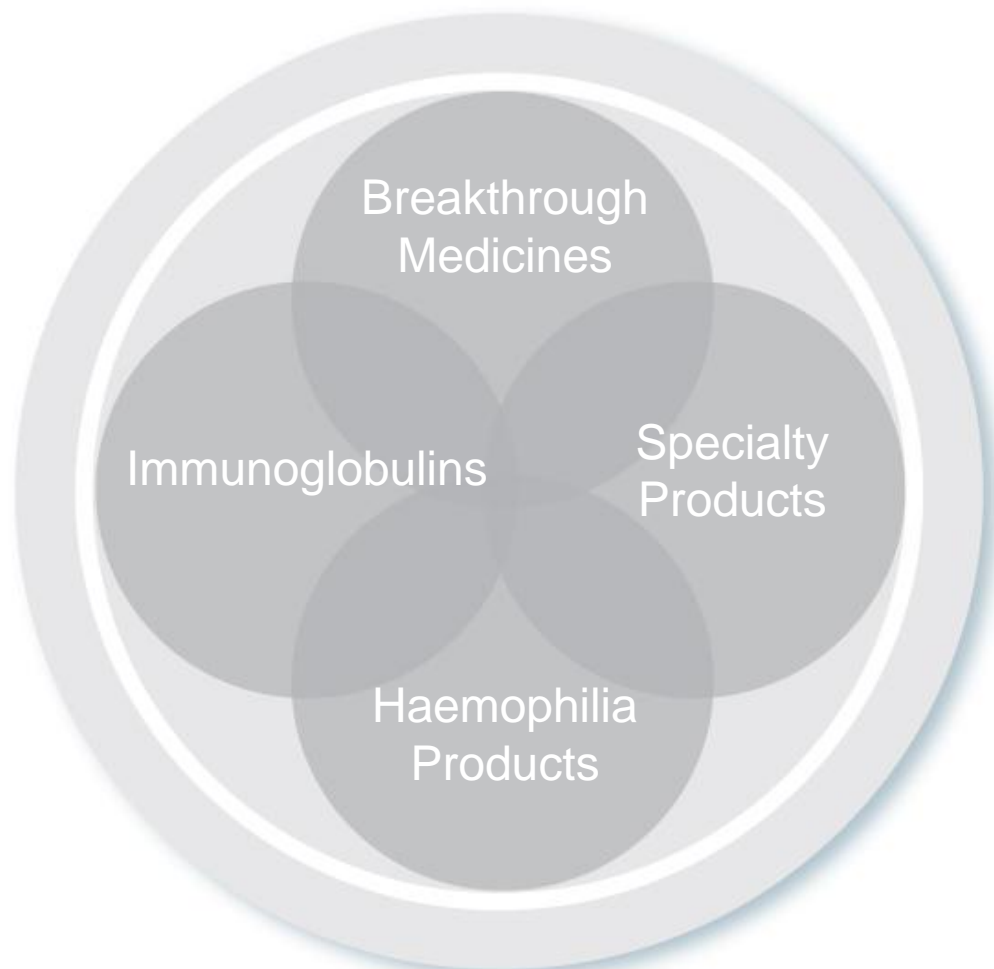 Breakthrough
Medicines
Immunoglobulins
Specialty
Products
Haemophilia
Products